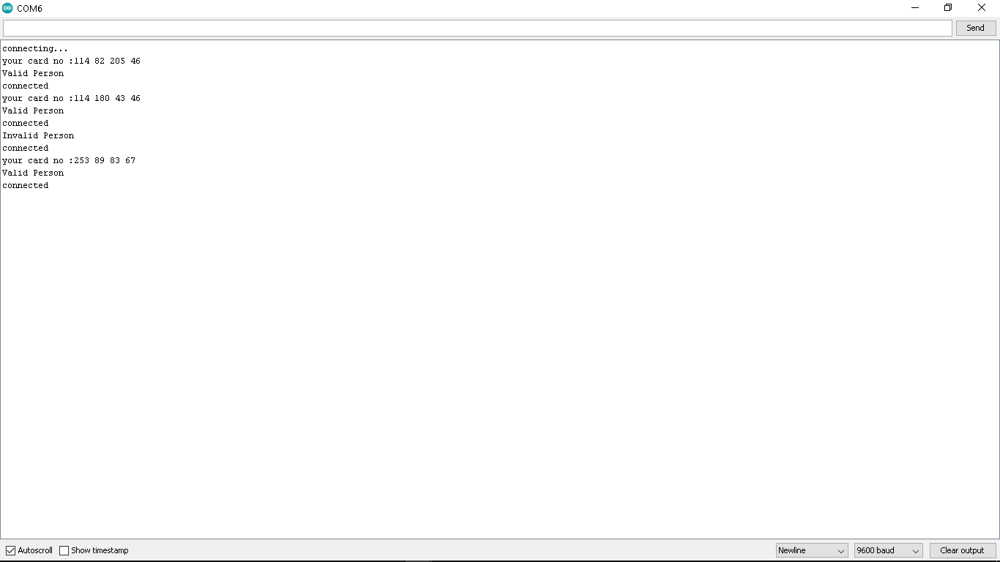 COM6
Send
connecting...
your card no :114 82 205 46
Valid Person
connected
your card no :114 180 43 46
Valid Person
connected
Invalid Person
connected
your card no :253 89 83 67
Valid Person
connected
Autoscroll Show timestamp Newline 9600 baud Clear output